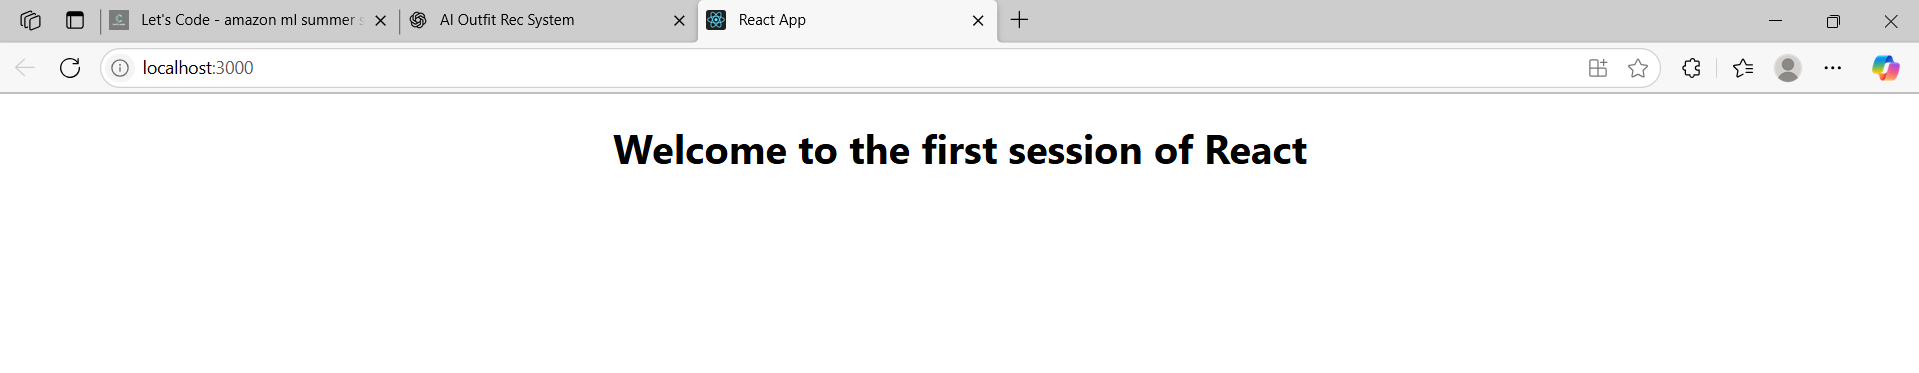 Let's Code - amazon ml summer s
AI Outfit Rec System
React App
localhost:3000
Welcome to the first session of React